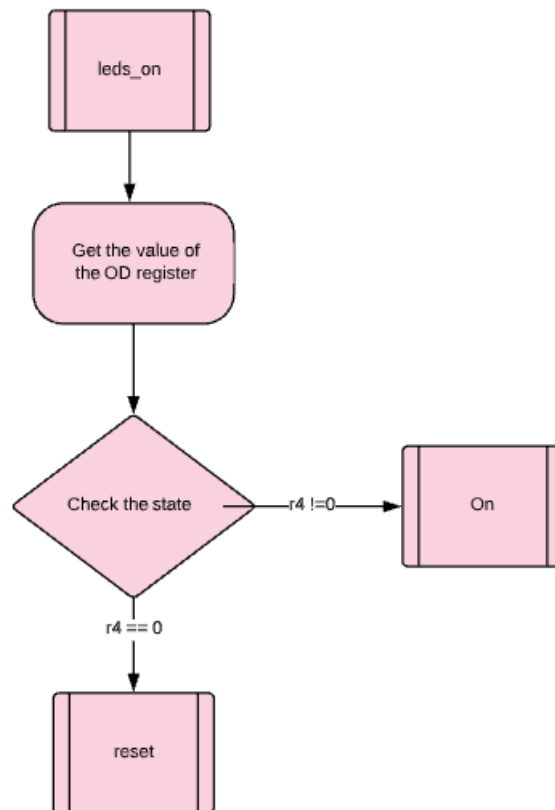 leds_on
Get the value of
the OD register
Check the state
r4 !=0
On
r4 == 0
reset